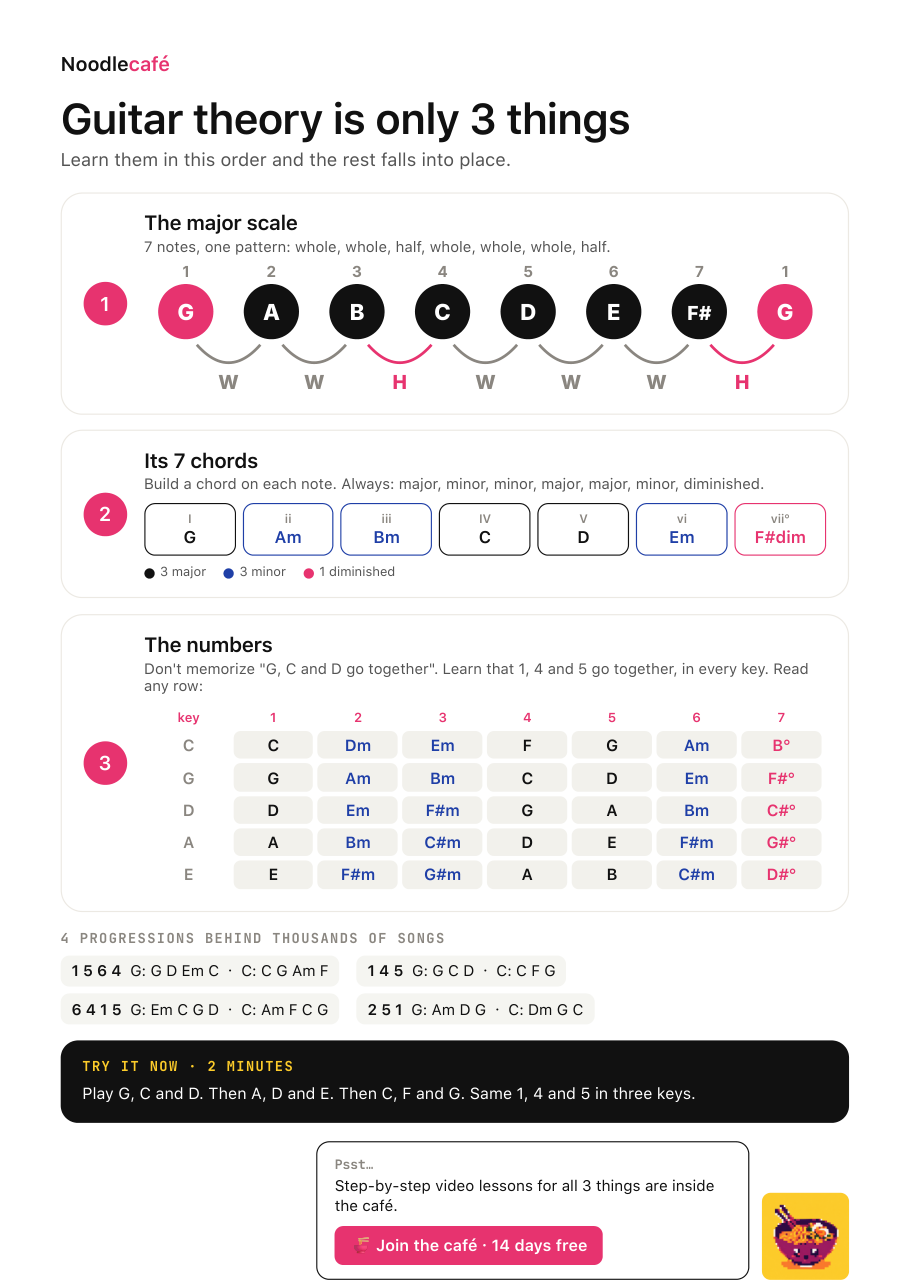 Noodlecafé
Guitar theory is only 3 things
Learn them in this order and the rest falls into place.
The major scale
7 notes, one pattern: whole, whole, half, whole, whole, whole, half.
1 2 3 4 5 6 7 1
1
G A B C D E F# G
W W H W W W H
Its 7 chords
Build a chord on each note. Always: major, minor, minor, major, major, minor, diminished.
2
I ii iii IV V vi vii°
G Am Bm C D Em F#dim
3 major 3 minor 1 diminished
The numbers
Don't memorize "G, C and D go together". Learn that 1, 4 and 5 go together, in every key. Read
any row:
key 1 2 3 4 5 6 7
C C Dm Em F G Am B°
3
G G Am Bm C D Em F#°
D D Em F#m G A Bm C#°
A A Bm C#m D E F#m G#°
E E F#m G#m A B C#m D#°
4 PROGRESSIONS BEHIND THOUSANDS OF SONGS
1 5 6 4 G: G D Em C · C: C G Am F
1 4 5 G: G C D · C: C F G
6 4 1 5 G: Em C G D · C: Am F C G
2 5 1 G: Am D G · C: Dm G C
TRY IT NOW · 2 MINUTES
Play G, C and D. Then A, D and E. Then C, F and G. Same 1, 4 and 5 in three keys.
Psst…
Step-by-step video lessons for all 3 things are inside
the café.
Join the café · 14 days free